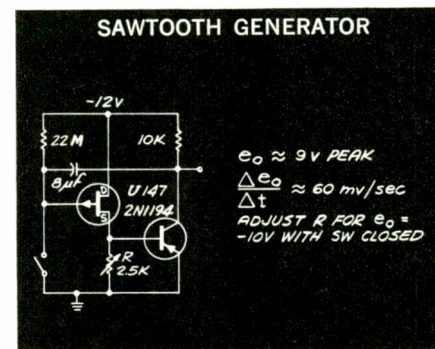 SAWTOOTH GENERATOR
-12V
22M
10K
8μf
D
U147
S
2N1194
R
2.5K
e₀ ≈ 9V PEAK
Δe₀/Δt ≈ 60 mv/sec
ADJUST R FOR e₀ =
-10V WITH SW CLOSED